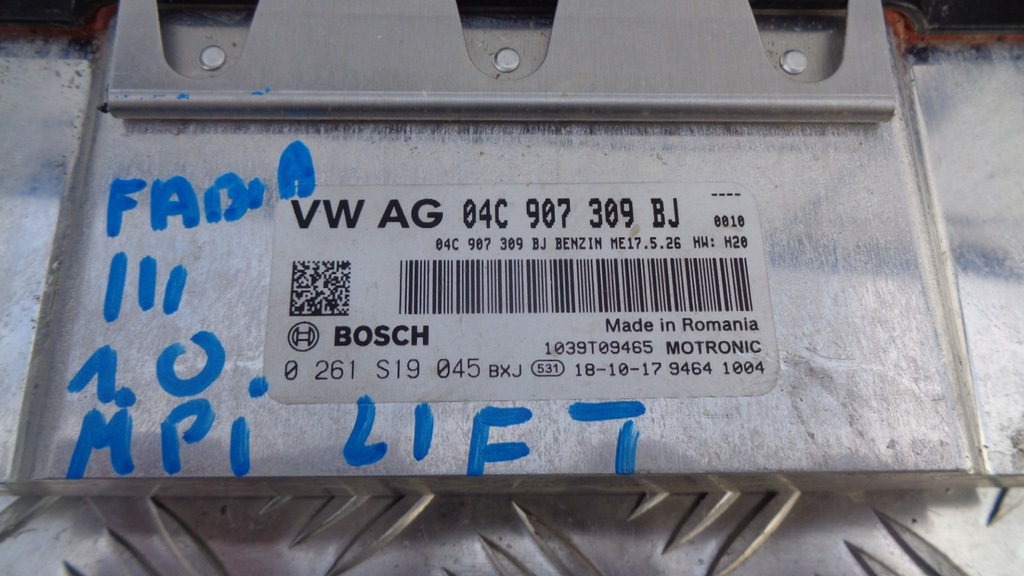 FABIA
III
1.0.
MPi LIFT
----
VW AG 04C 907 309 BJ 0010
04C 907 309 BJ BENZIN ME17.5.26 HW: H20
BOSCH
Made in Romania
1039T09465 MOTRONIC
0 261 S19 045 BXJ 531 18-10-17 9464 1004